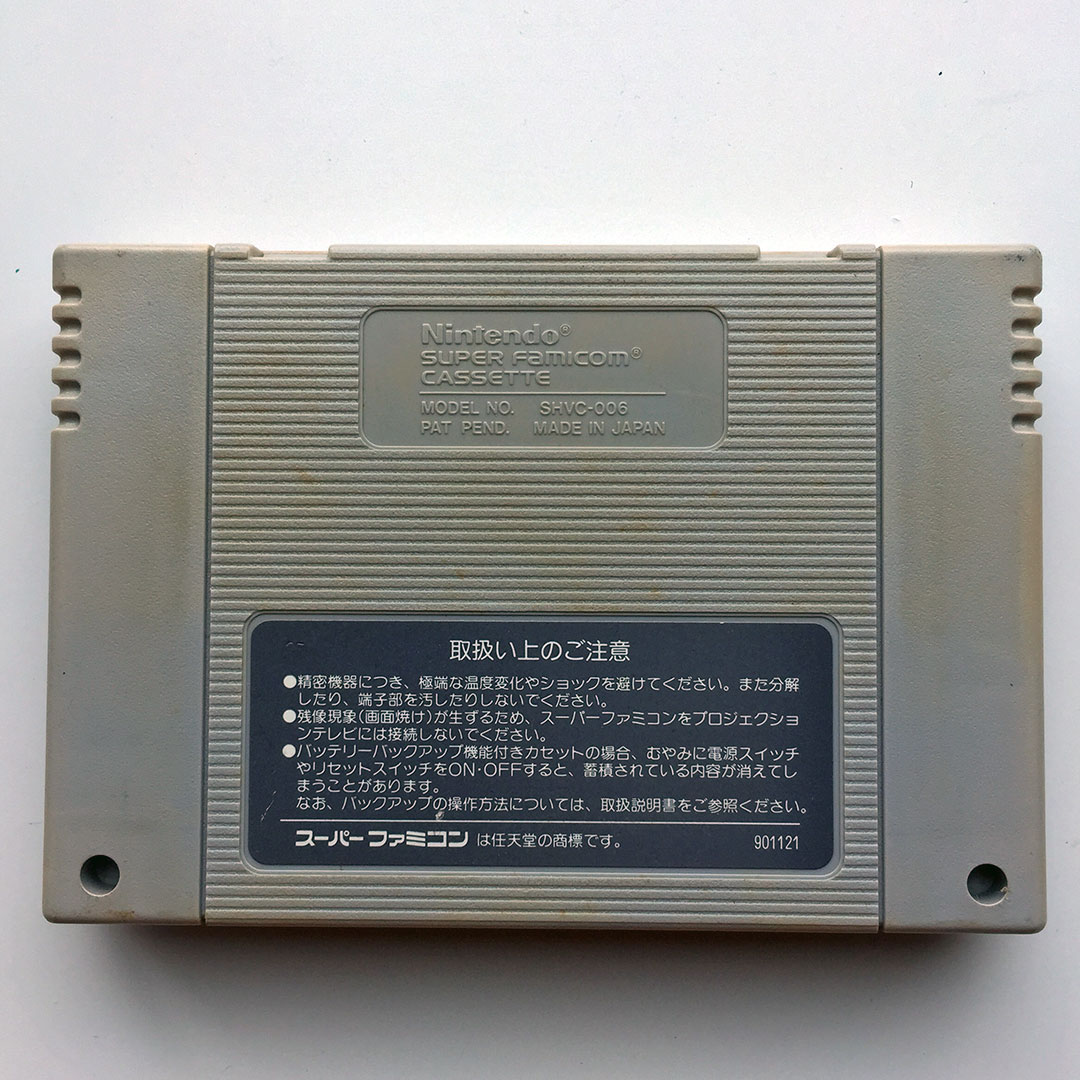 Nintendo®
SUPER FAMICOM®
CASSETTE
MODEL NO. SHVC-006
PAT PEND. MADE IN JAPAN
取扱い上のご注意
●精密機器につき、極端な温度変化やショックを避けてください。また分解
したり、端子部を汚したりしないでください。
●残像現象(画面焼け)が生ずるため、スーパーファミコンをプロジェクショ
ンテレビには接続しないでください。
●バッテリーバックアップ機能付きカセットの場合、むやみに電源スイッチ
やリセットスイッチをON・OFFすると、蓄積されている内容が消えてし
まうことがあります。
なお、バックアップの操作方法については、取扱説明書をご参照ください。
スーパーファミコン は任天堂の商標です。 901121